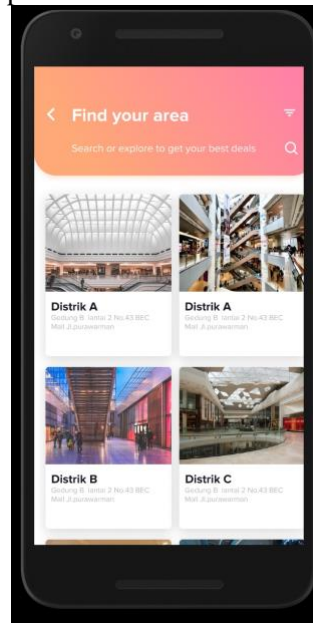 Find your area
Search or explore to get your best deals
Distrik A
Gedung B lantai 2 No.43 BEC
Mall Jl.purawarman
Distrik A
Gedung B lantai 2 No.43 BEC
Mall Jl.purawarman
Distrik B
Gedung B lantai 2 No.43 BEC
Mall Jl.purawarman
Distrik C
Gedung B lantai 2 No.43 BEC
Mall Jl.purawarman